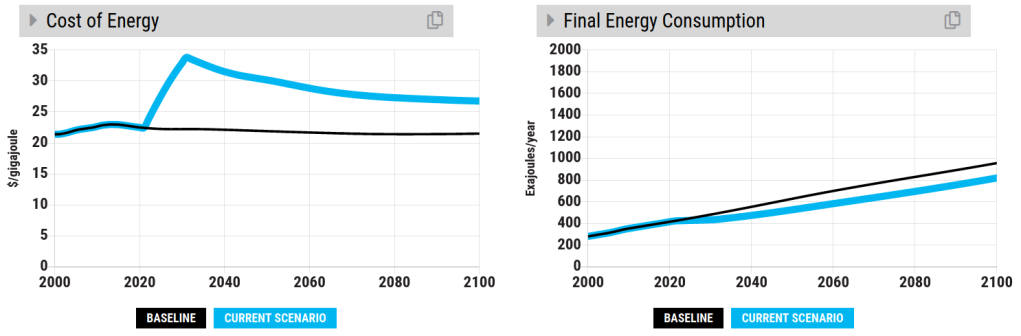 Cost of Energy
$/gigajoule
35
30
25
20
15
10
5
0
2000 2020 2040 2060 2080 2100
BASELINE CURRENT SCENARIO
Final Energy Consumption
Exajoules/year
2000
1800
1600
1400
1200
1000
800
600
400
200
0
2000 2020 2040 2060 2080 2100
BASELINE CURRENT SCENARIO